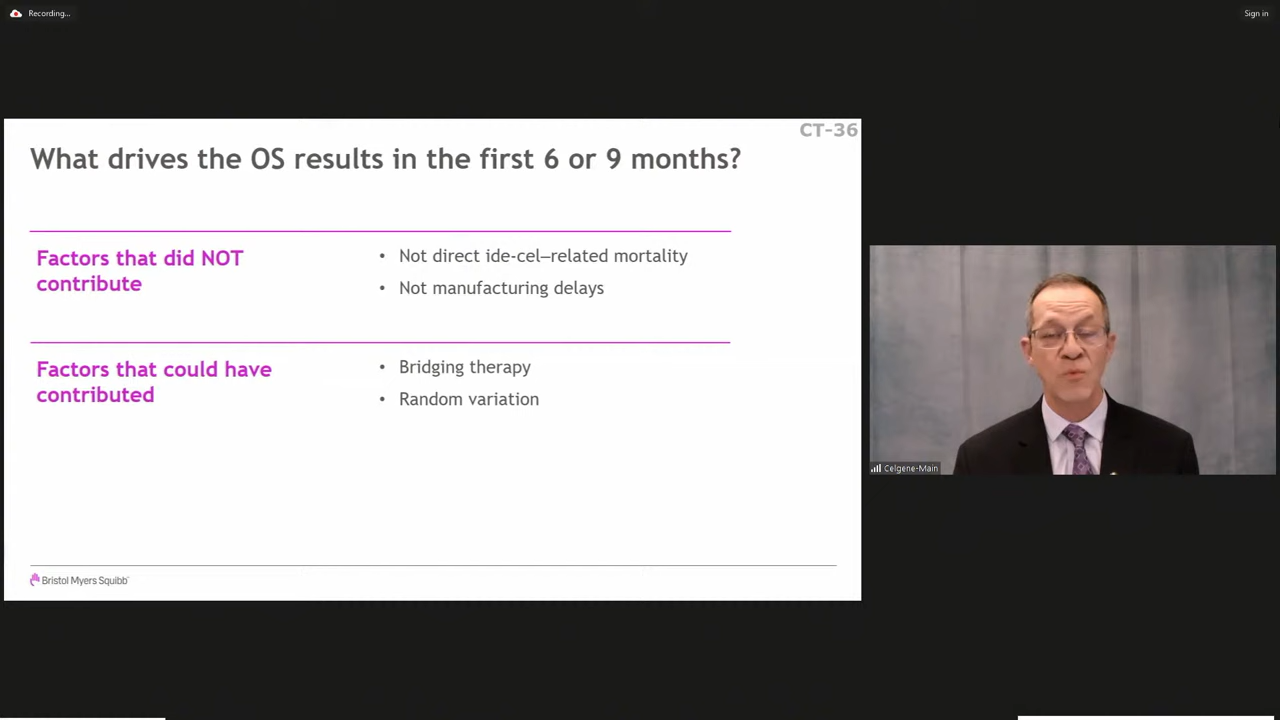 Recording...
Sign in
CT-36
What drives the OS results in the first 6 or 9 months?
Factors that did NOT
contribute
• Not direct ide-cel–related mortality
• Not manufacturing delays
Factors that could have
contributed
• Bridging therapy
• Random variation
Bristol Myers Squibb™
Celgene-Main